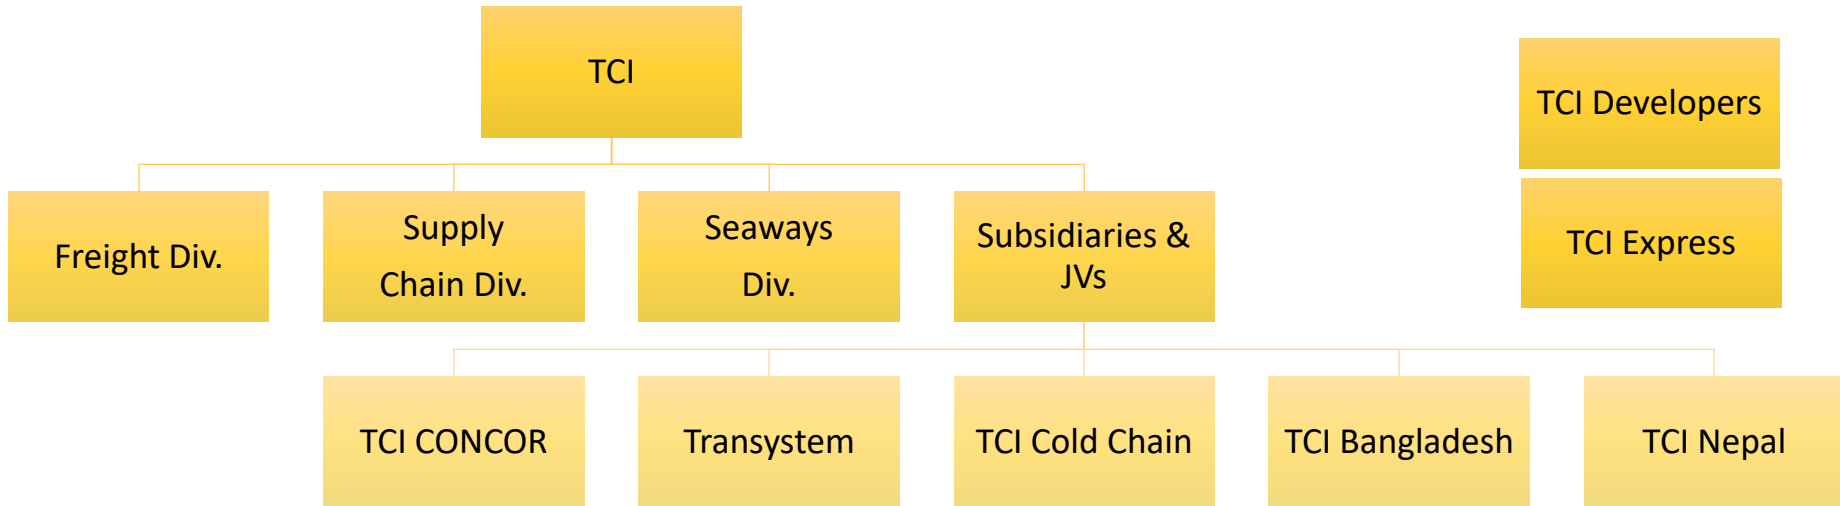 TCI
TCI Developers
TCI Express
Freight Div.
Supply
Chain Div.
Seaways
Div.
Subsidiaries &
JVs
TCI CONCOR
Transystem
TCI Cold Chain
TCI Bangladesh
TCI Nepal